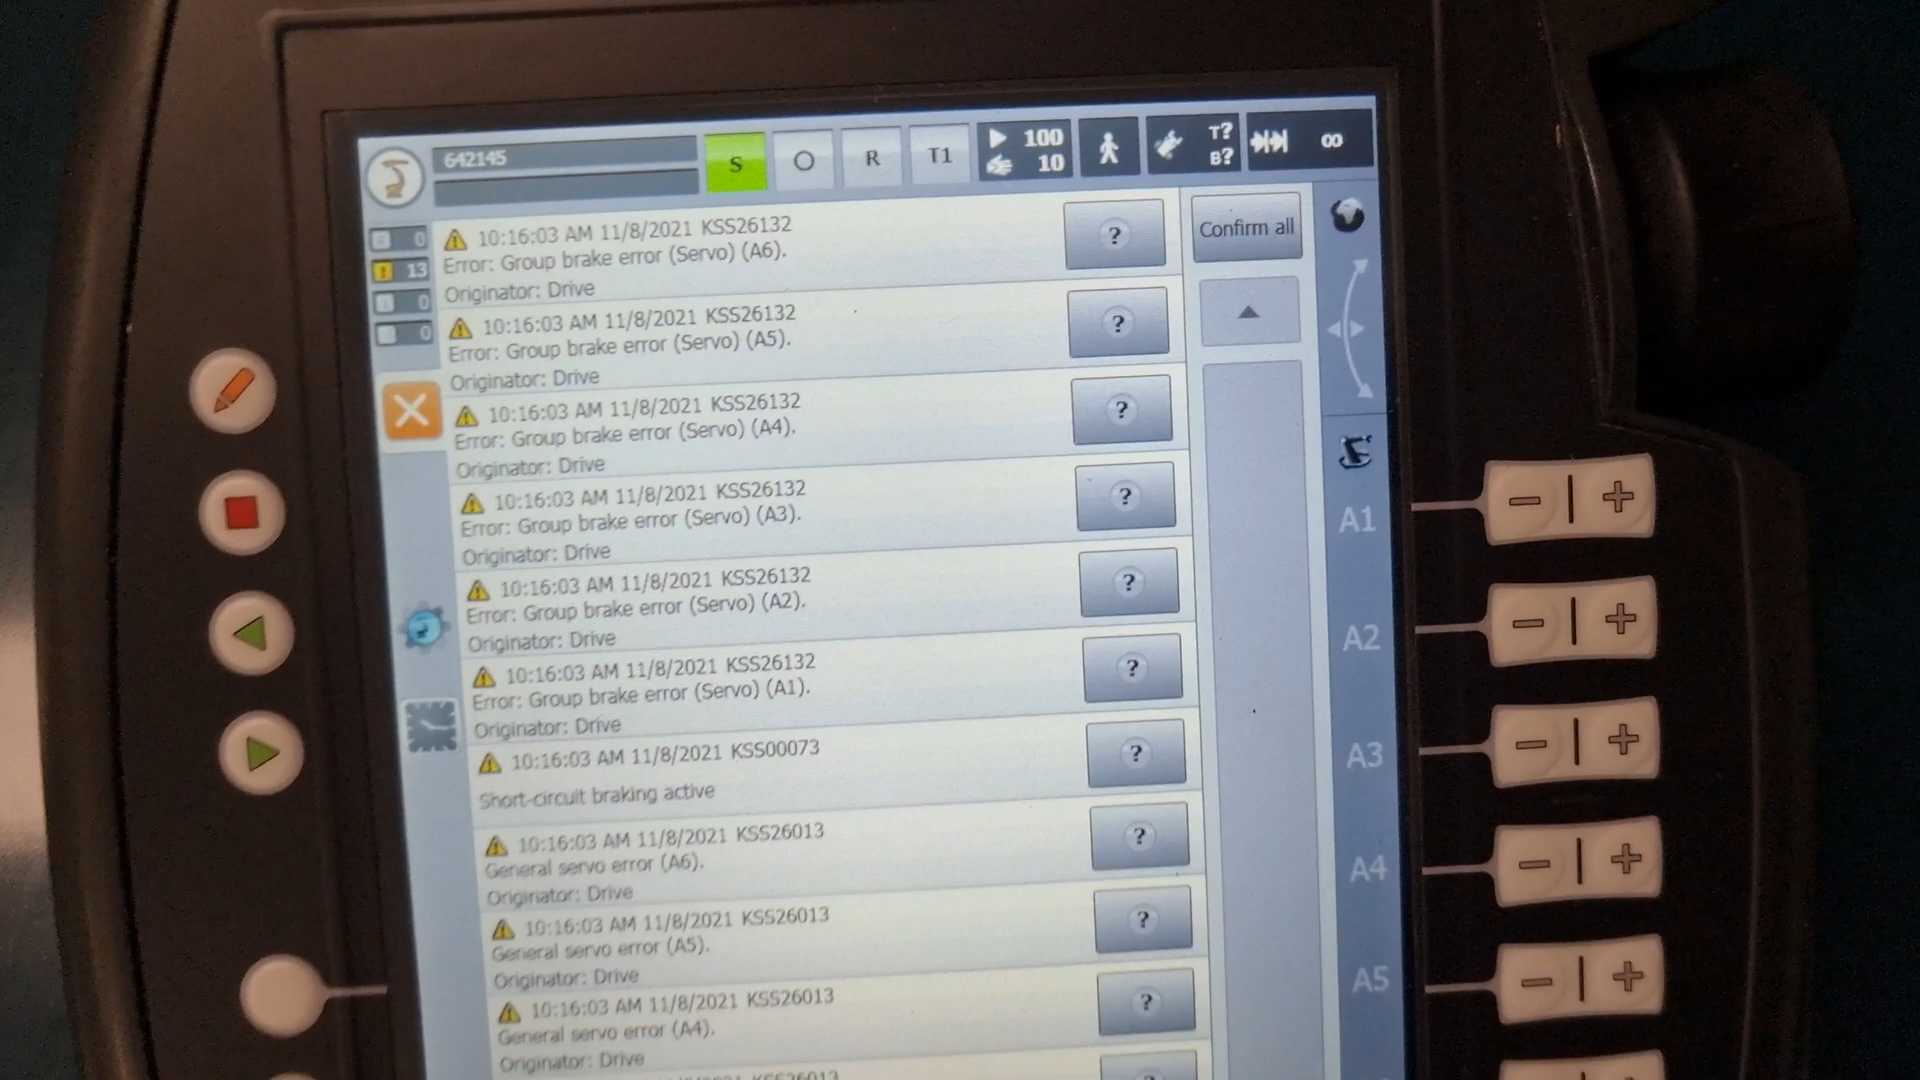 642145
S O R T1
100
10
T?
B?
∞
0
13
0
0
Confirm all
10:16:03 AM 11/8/2021 KSS26132
Error: Group brake error (Servo) (A6).
Originator: Drive
?
10:16:03 AM 11/8/2021 KSS26132
Error: Group brake error (Servo) (A5).
Originator: Drive
?
10:16:03 AM 11/8/2021 KSS26132
Error: Group brake error (Servo) (A4).
Originator: Drive
?
10:16:03 AM 11/8/2021 KSS26132
Error: Group brake error (Servo) (A3).
Originator: Drive
?
10:16:03 AM 11/8/2021 KSS26132
Error: Group brake error (Servo) (A2).
Originator: Drive
?
10:16:03 AM 11/8/2021 KSS26132
Error: Group brake error (Servo) (A1).
Originator: Drive
?
10:16:03 AM 11/8/2021 KSS00073
Short-circuit braking active
?
10:16:03 AM 11/8/2021 KSS26013
General servo error (A6).
Originator: Drive
?
10:16:03 AM 11/8/2021 KSS26013
General servo error (A5).
Originator: Drive
?
10:16:03 AM 11/8/2021 KSS26013
General servo error (A4).
Originator: Drive
?
KSS26013
A1
A2
A3
A4
A5